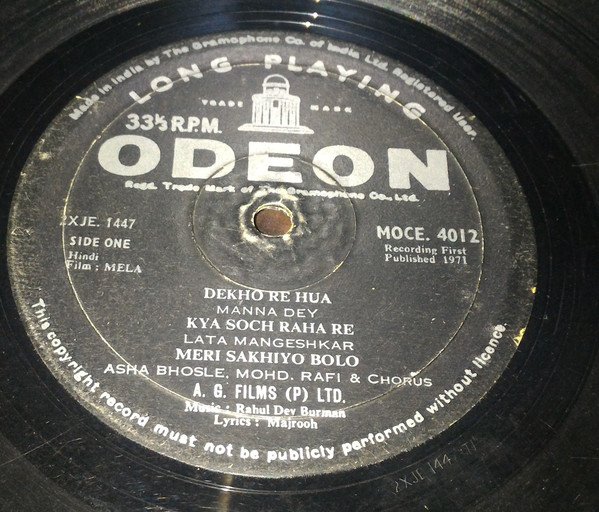 Made in India by The Gramophone Co. of India Ltd. Registered User.
LONG PLAYING
TRADE MARK
33⅓ R.P.M.
ODEON
Regd. Trade Mark of The Gramophone Co., Ltd.
2XJE. 1447
SIDE ONE
Hindi
Film : MELA
MOCE. 4012
Recording First
Published 1971
DEKHO RE HUA
MANNA DEY
KYA SOCH RAHA RE
LATA MANGESHKAR
MERI SAKHIYO BOLO
ASHA BHOSLE, MOHD. RAFI & CHORUS
A. G. FILMS (P) LTD.
Music : Rahul Dev Burman
Lyrics : Majrooh
This copyright record must not be publicly performed without licence.
2XJE 144